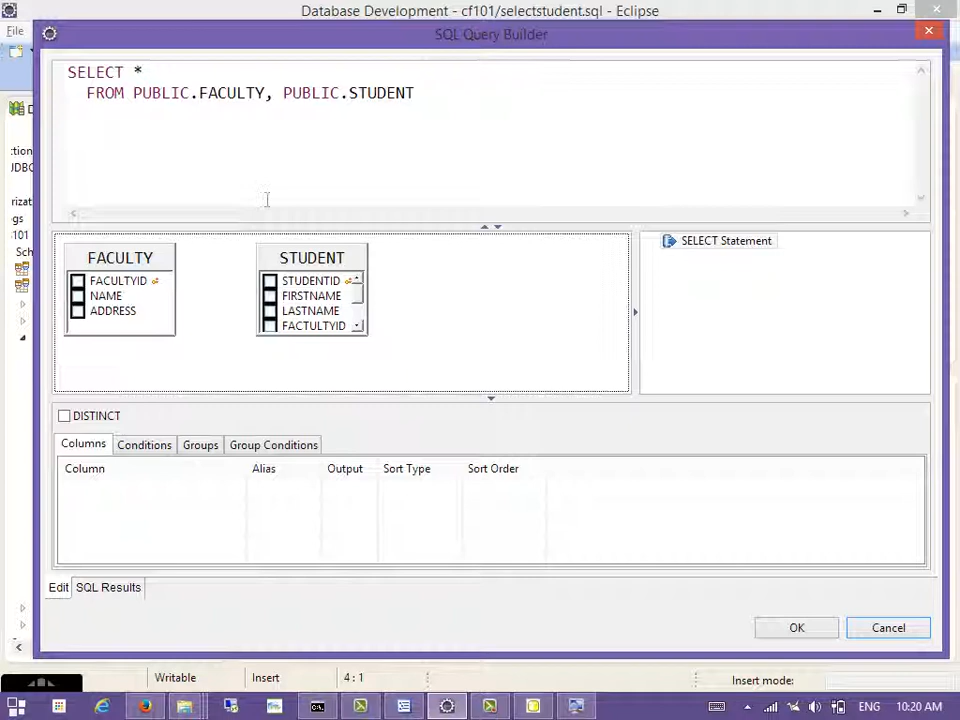 Database Development - cf101/selectstudent.sql - Eclipse
File
SQL Query Builder
SELECT *
FROM PUBLIC.FACULTY, PUBLIC.STUDENT
FACULTY
FACULTYID
NAME
ADDRESS
STUDENT
STUDENTID
FIRSTNAME
LASTNAME
FACTULTYID
SELECT Statement
DISTINCT
Columns Conditions Groups Group Conditions
Column Alias Output Sort Type Sort Order
Edit SQL Results
OK Cancel
Writable Insert 4 : 1 Insert mode:
ENG 10:20 AM